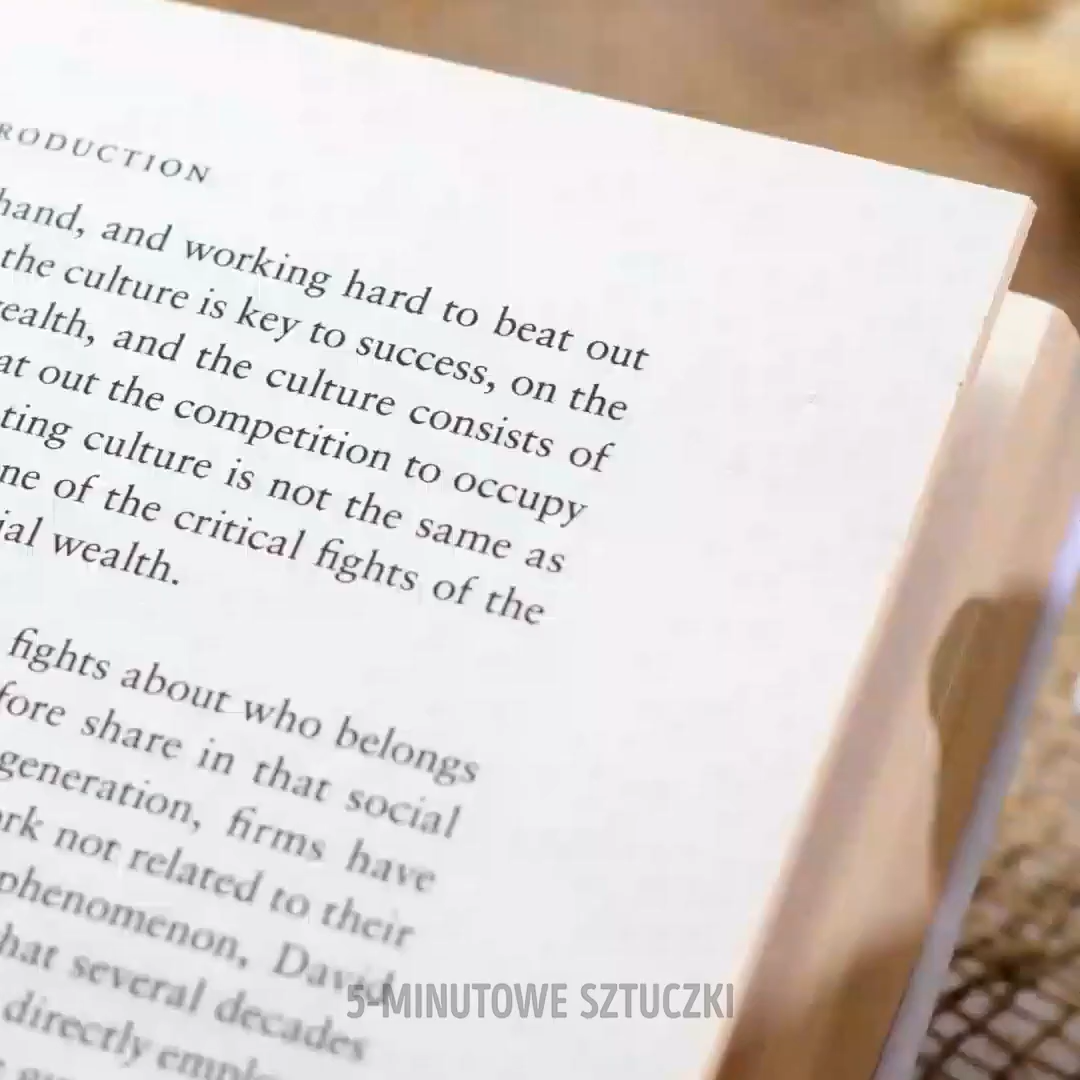 RODUCTION
hand, and working hard to beat out
the culture is key to success, on the
ealth, and the culture consists of
at out the competition to occupy
ting culture is not the same as
ne of the critical fights of the
ial wealth.
fights about who belongs
fore share in that social
generation, firms have
rk not related to their
phenomenon, David
hat several decades
directly emplo
5-MINUTOWE SZTUCZKI